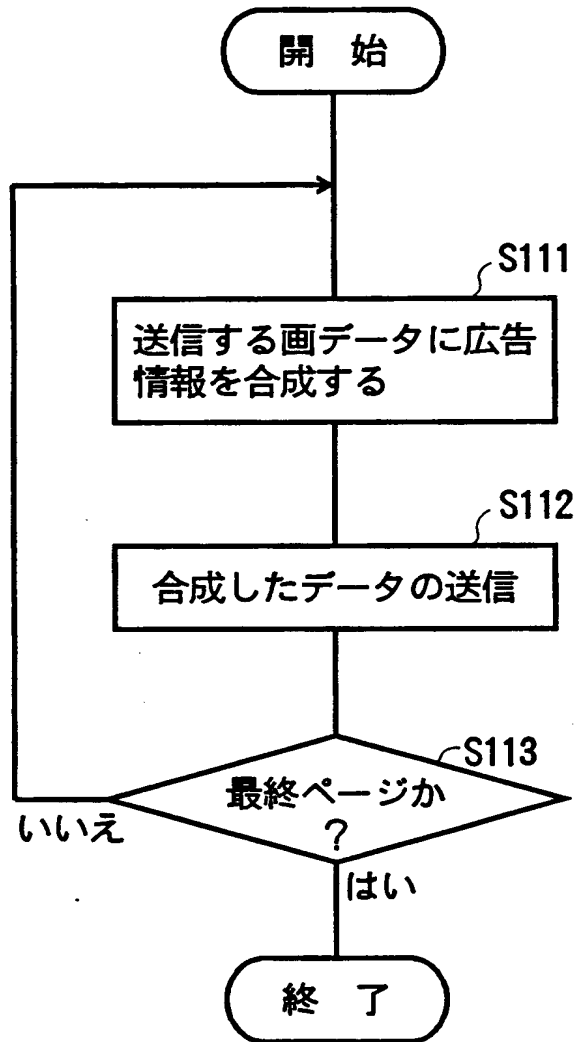 開 始
S111
送信する画データに広告
情報を合成する
S112
合成したデータの送信
S113
最終ページか
?
いいえ
はい
終 了